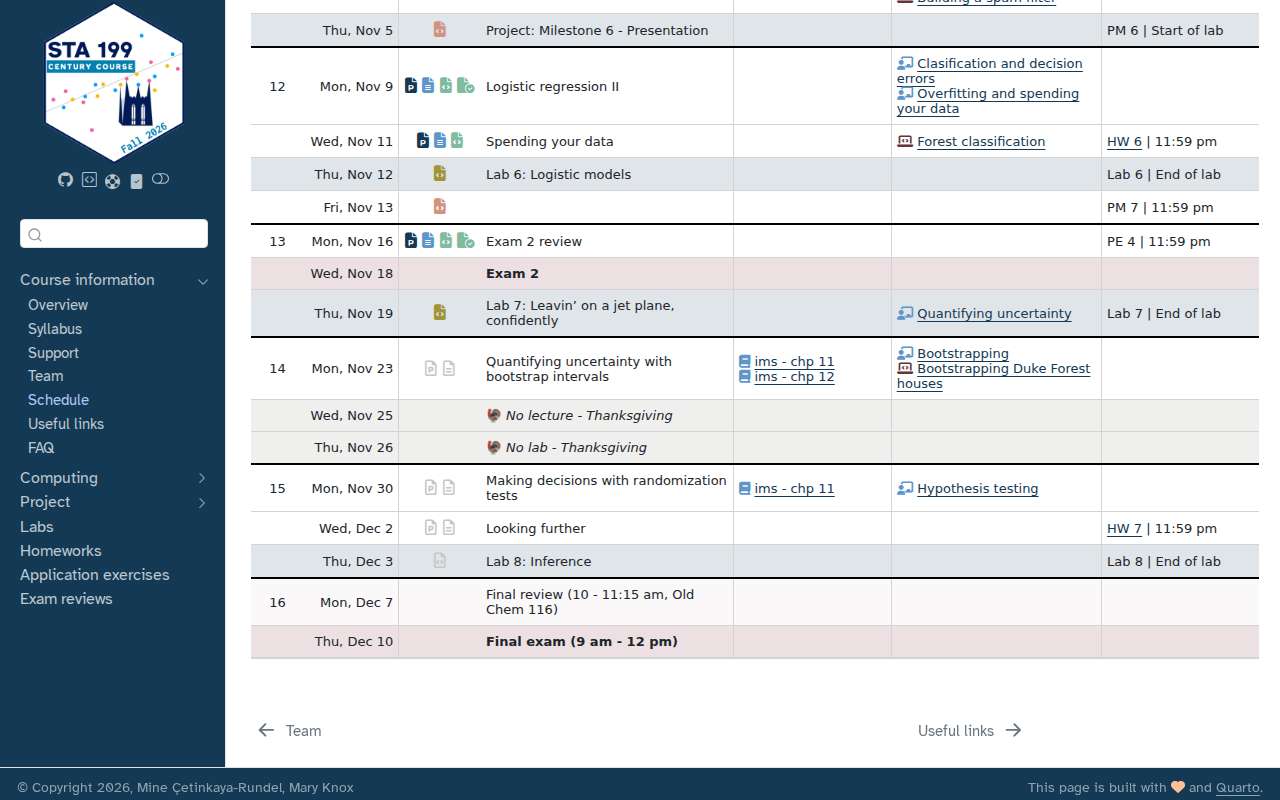 STA 199
CENTURY COURSE
Fall 2026
Course information
Overview
Syllabus
Support
Team
Schedule
Useful links
FAQ
Computing
Project
Labs
Homeworks
Application exercises
Exam reviews
Building a spam filter
Thu, Nov 5 Project: Milestone 6 - Presentation PM 6 | Start of lab
12 Mon, Nov 9 Logistic regression II
Clasification and decision
errors
Overfitting and spending
your data
Wed, Nov 11 Spending your data Forest classification HW 6 | 11:59 pm
Thu, Nov 12 Lab 6: Logistic models Lab 6 | End of lab
Fri, Nov 13 PM 7 | 11:59 pm
13 Mon, Nov 16 Exam 2 review PE 4 | 11:59 pm
Wed, Nov 18 Exam 2
Thu, Nov 19 Lab 7: Leavin’ on a jet plane,
confidently
Quantifying uncertainty Lab 7 | End of lab
14 Mon, Nov 23 Quantifying uncertainty with
bootstrap intervals
ims - chp 11
ims - chp 12
Bootstrapping
Bootstrapping Duke Forest
houses
Wed, Nov 25 🦃 No lecture - Thanksgiving
Thu, Nov 26 🦃 No lab - Thanksgiving
15 Mon, Nov 30 Making decisions with randomization
tests
ims - chp 11 Hypothesis testing
Wed, Dec 2 Looking further HW 7 | 11:59 pm
Thu, Dec 3 Lab 8: Inference Lab 8 | End of lab
16 Mon, Dec 7 Final review (10 - 11:15 am, Old
Chem 116)
Thu, Dec 10 Final exam (9 am - 12 pm)
← Team Useful links →
© Copyright 2026, Mine Çetinkaya-Rundel, Mary Knox This page is built with 🧡 and Quarto.